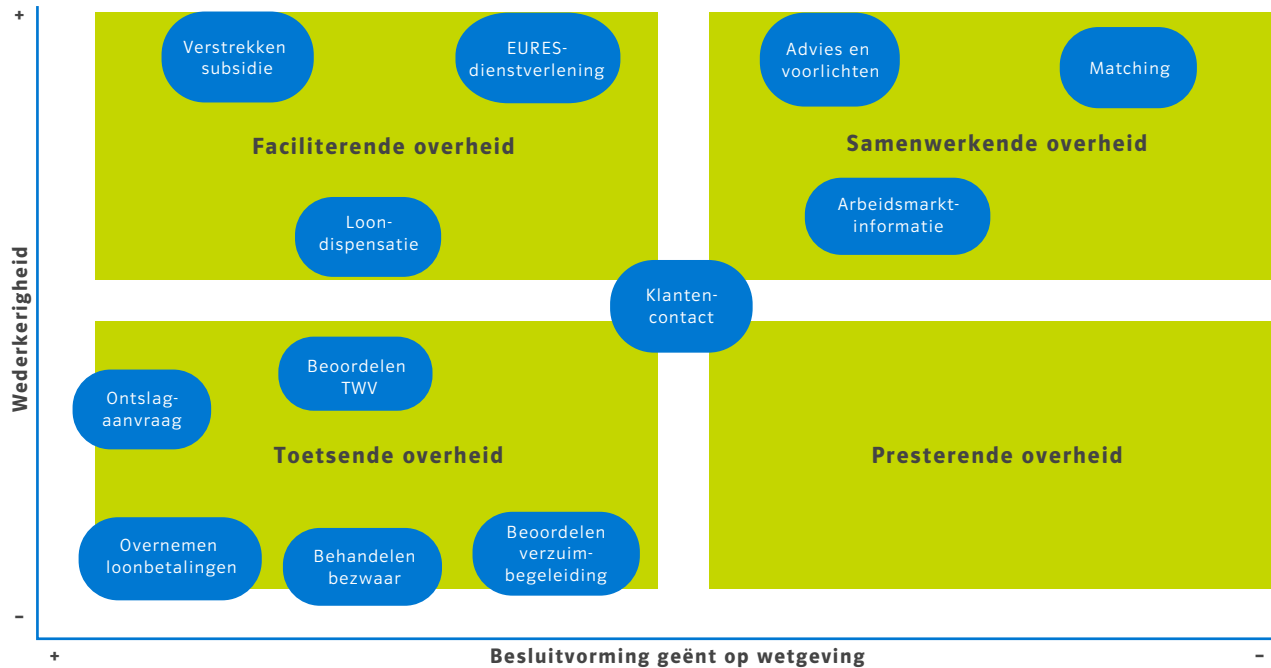 +
Verstrekken
subsidie
EURES-
dienstverlening
Advies en
voorlichten
Matching
Faciliterende overheid
Samenwerkende overheid
Loon-
dispensatie
Arbeidsmarkt-
informatie
Wederkerigheid
Klanten-
contact
Beoordelen
TWV
Ontslag-
aanvraag
Toetsende overheid
Presterende overheid
Overnemen
loonbetalingen
Behandelen
bezwaar
Beoordelen
verzuim-
begeleiding
–
+
Besluitvorming geënt op wetgeving
–